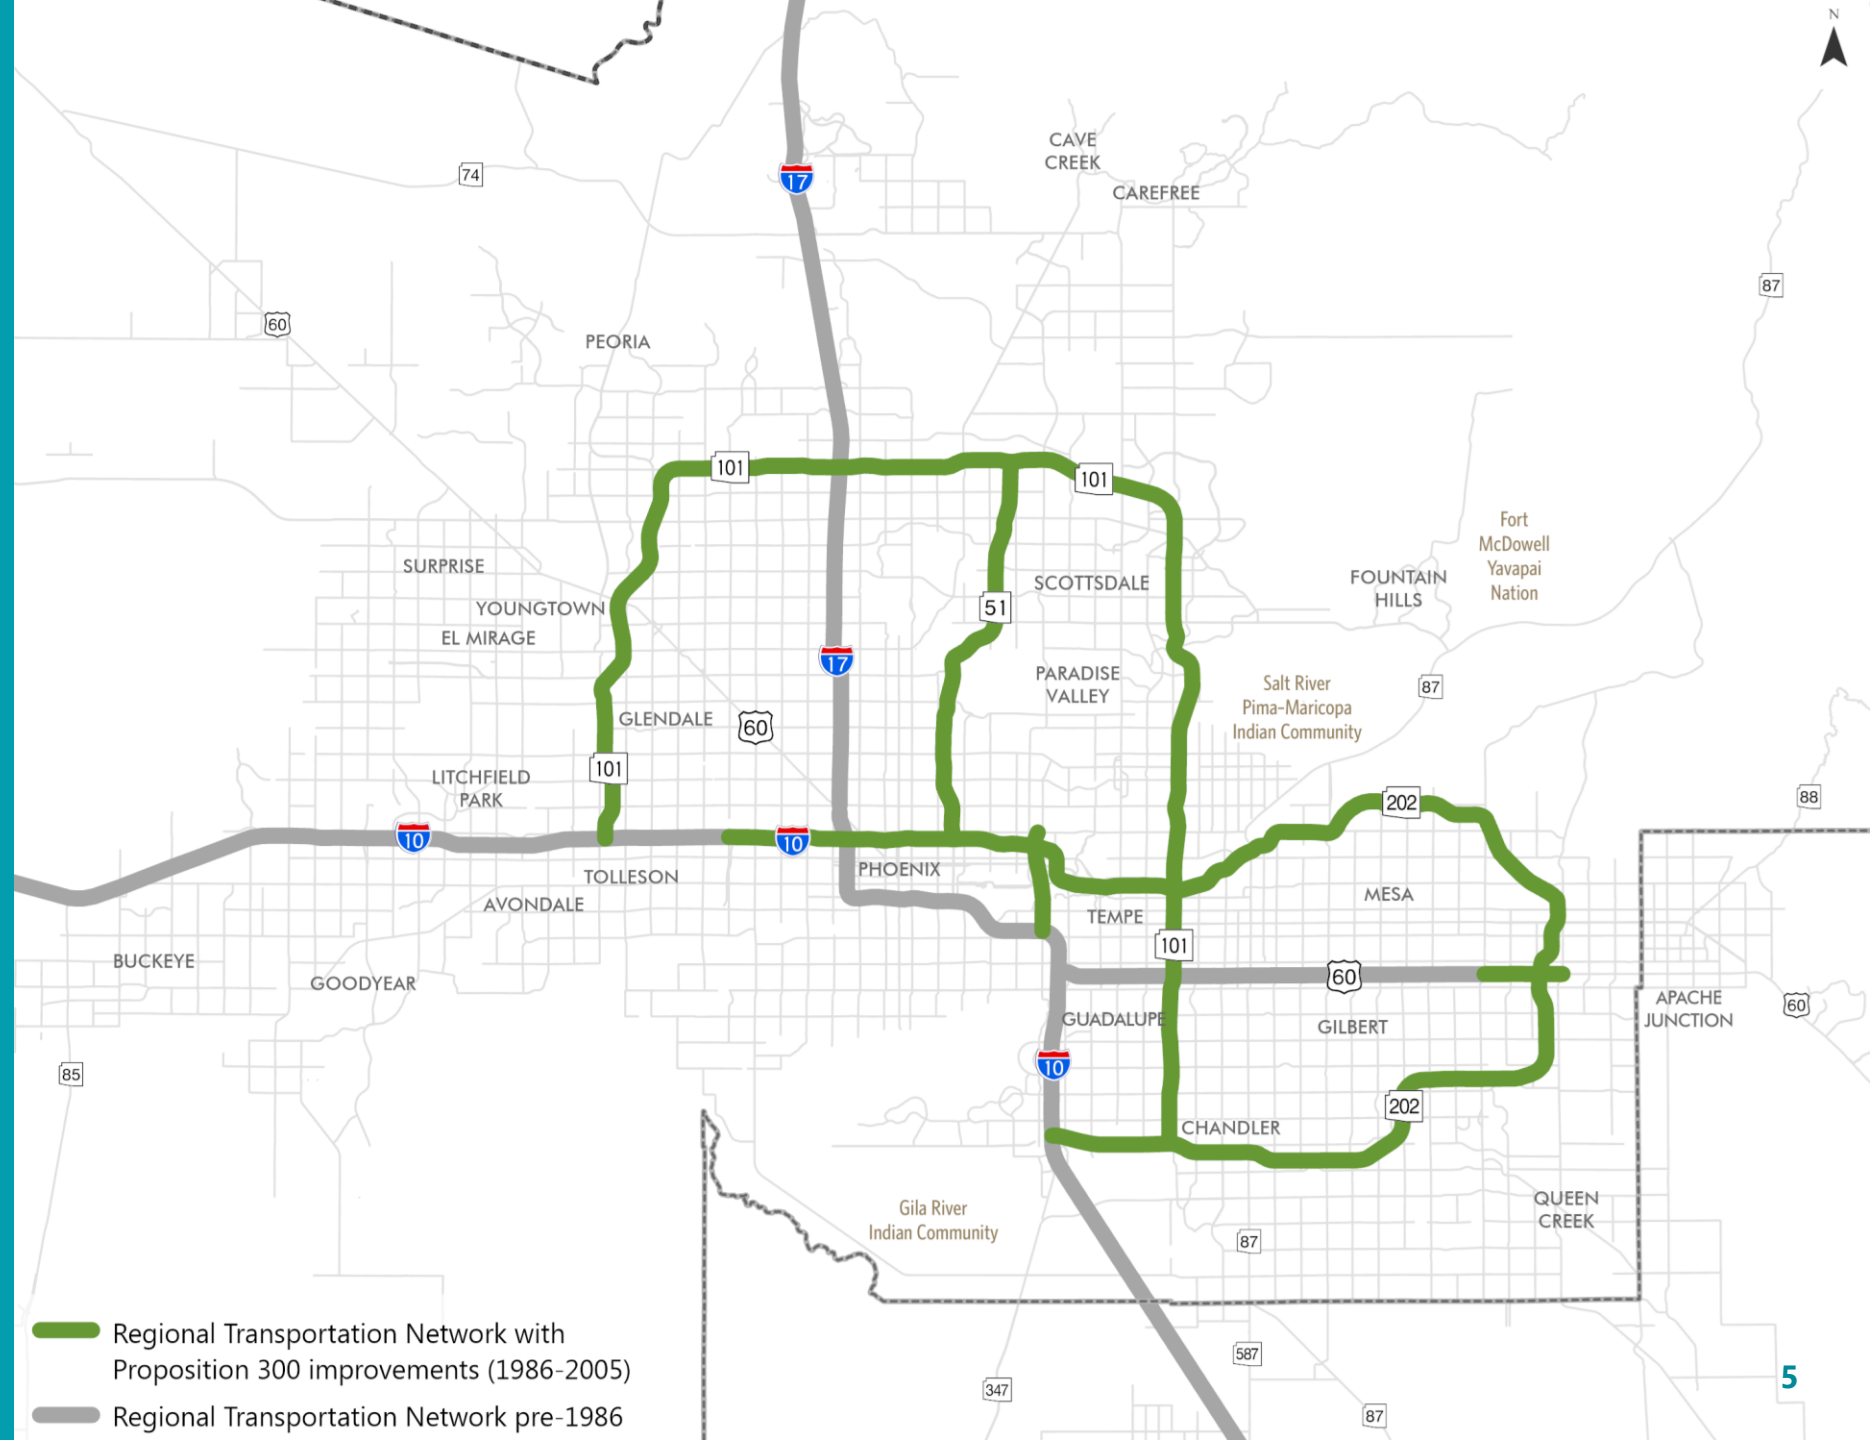 N
CAVE
CREEK
74
17
CAREFREE
87
60
PEORIA
101
101
Fort
McDowell
Yavapai
Nation
SURPRISE
SCOTTSDALE
FOUNTAIN
HILLS
YOUNGTOWN
51
EL MIRAGE
17
PARADISE
VALLEY
Salt River
Pima-Maricopa
Indian Community
87
GLENDALE
60
101
LITCHFIELD
PARK
202
88
10
10
PHOENIX
TOLLESON
MESA
AVONDALE
TEMPE
101
BUCKEYE
60
GOODYEAR
APACHE
JUNCTION
60
GUADALUPE
GILBERT
10
85
202
CHANDLER
QUEEN
CREEK
Gila River
Indian Community
87
587
347
87
Regional Transportation Network with
Proposition 300 improvements (1986-2005)
Regional Transportation Network pre-1986
5